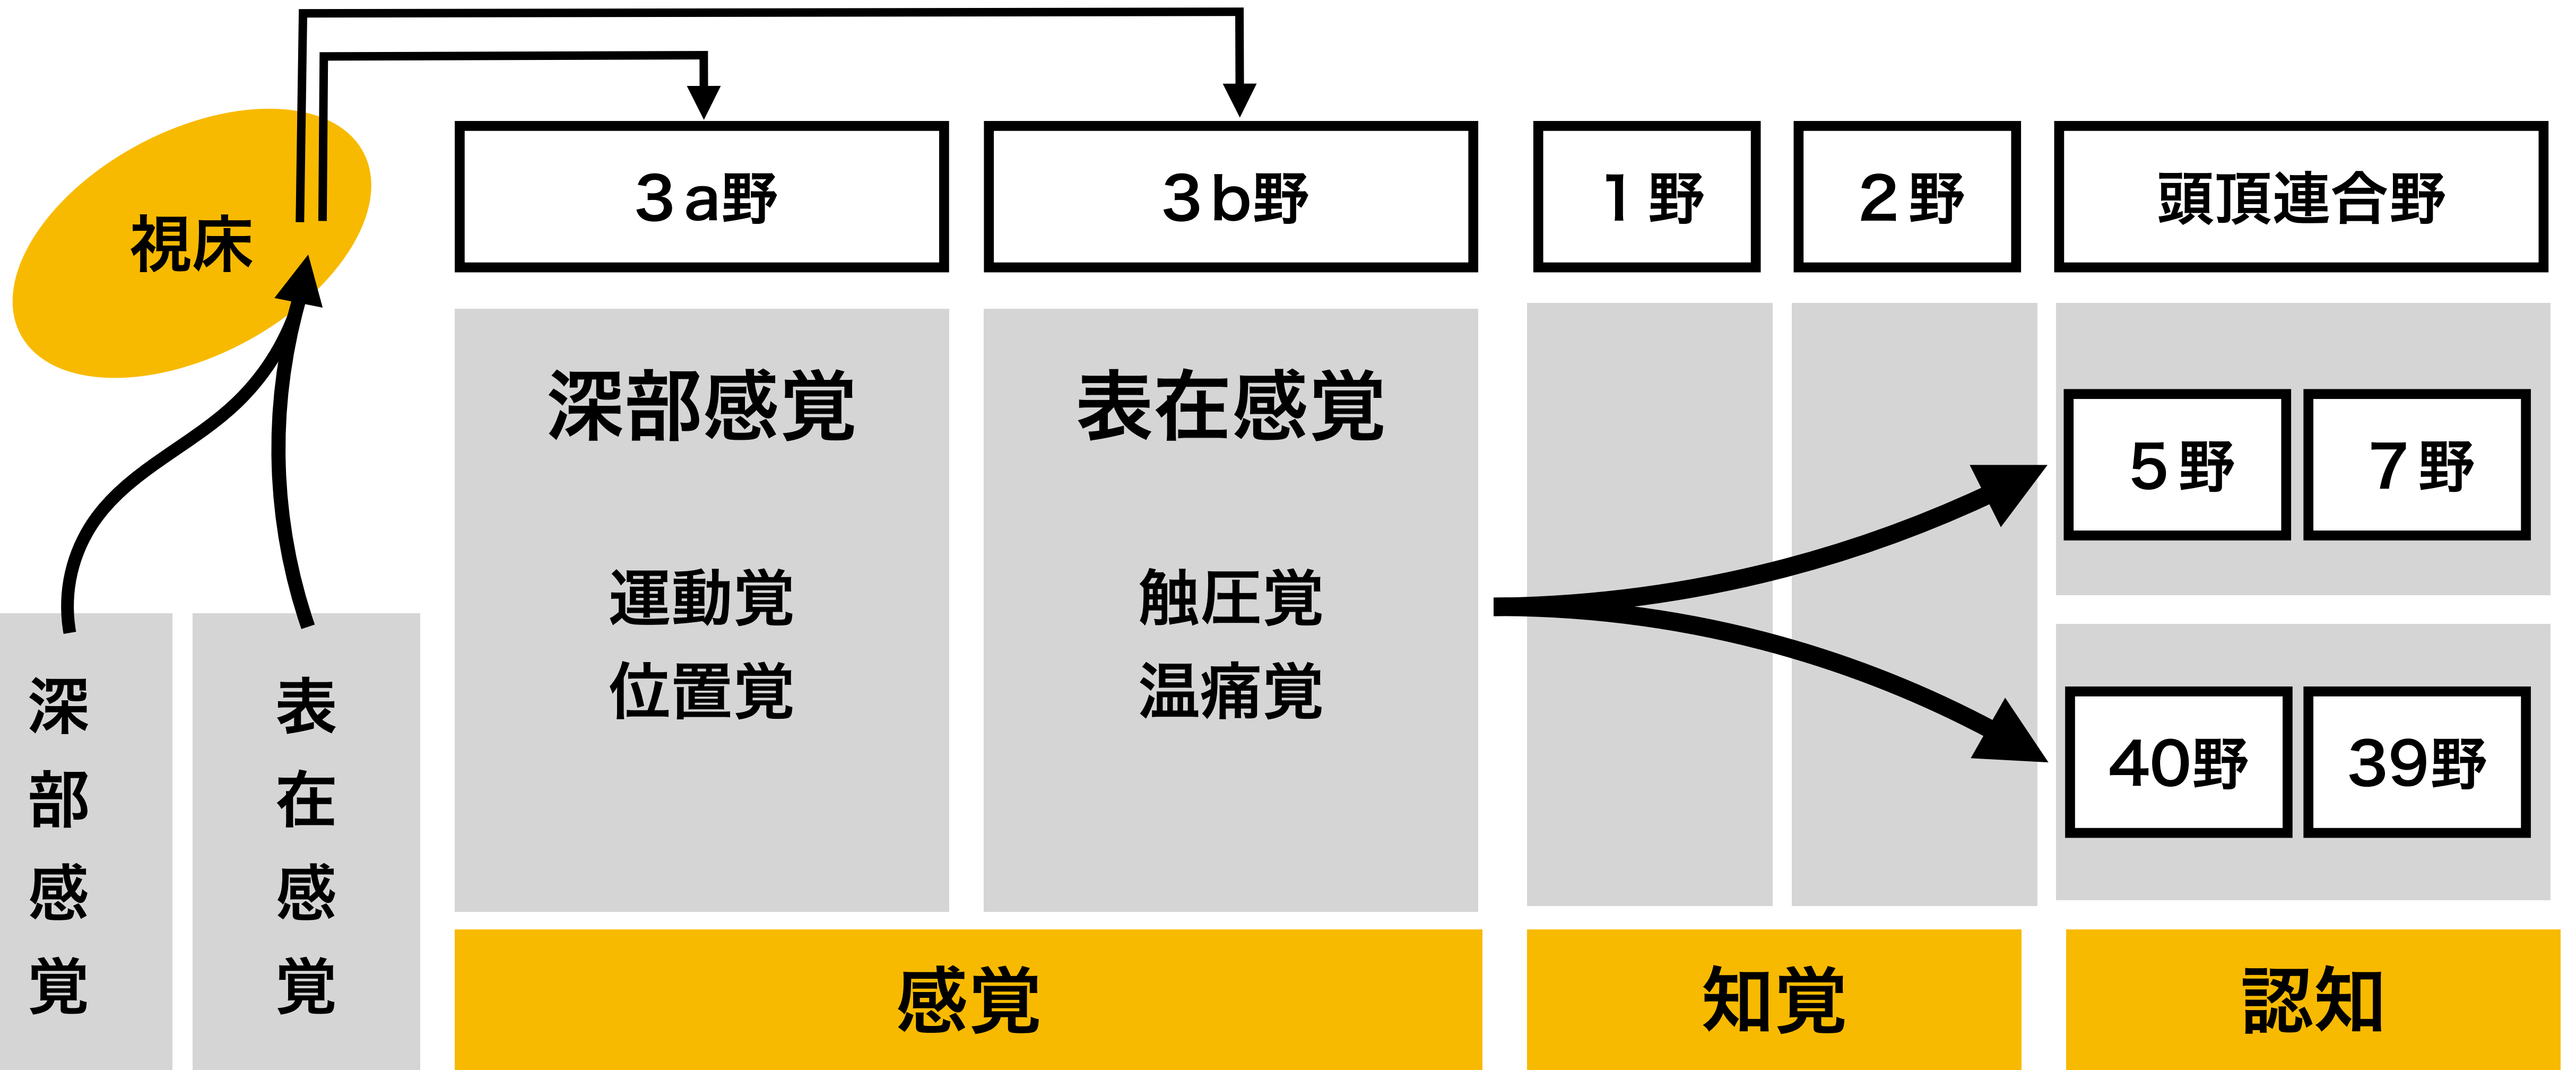 視床
深部感覚
表在感覚
３a野
３b野
１野
２野
頭頂連合野
深部感覚
運動覚
位置覚
表在感覚
触圧覚
温痛覚
５野
７野
40野
39野
感覚
知覚
認知